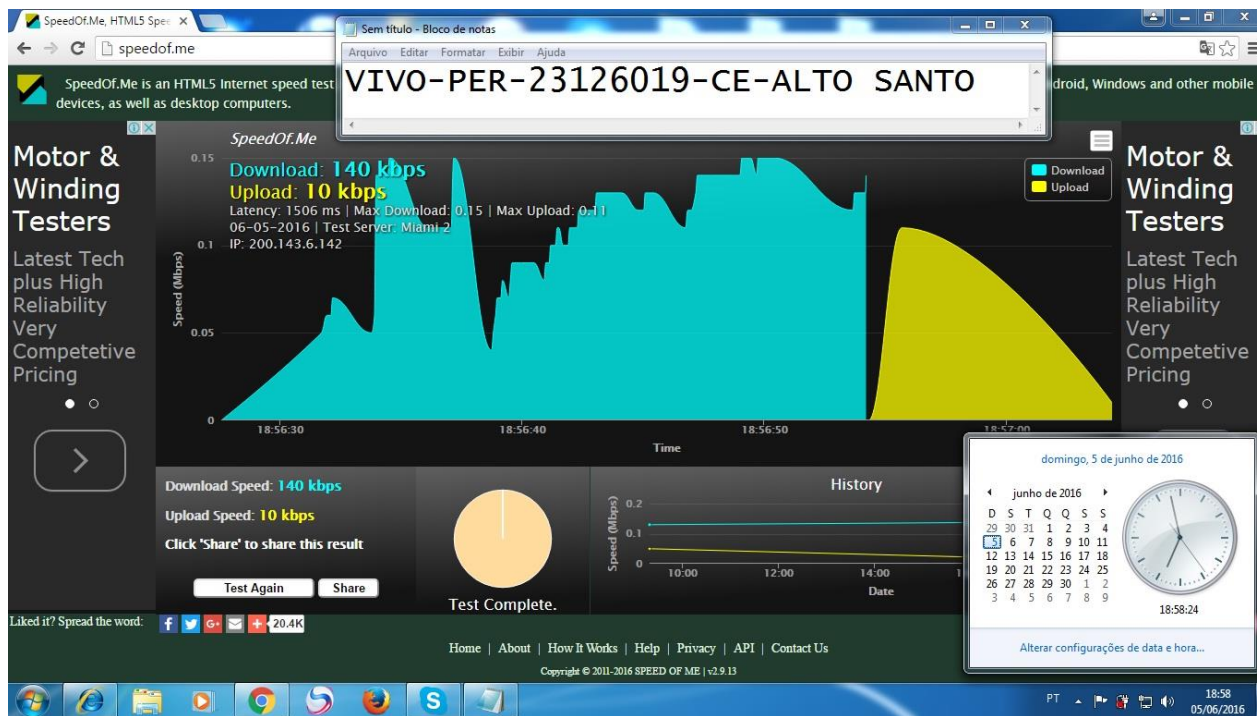 SpeedOf.Me, HTML5 Spee
speedof.me
Sem título - Bloco de notas
Arquivo Editar Formatar Exibir Ajuda
VIVO-PER-23126019-CE-ALTO SANTO
SpeedOf.Me is an HTML5 Internet speed test
droid, Windows and other mobile
devices, as well as desktop computers.
Motor &
Winding
Testers
Latest Tech
plus High
Reliability
Very
Competetive
Pricing
SpeedOf.Me
Download: 140 kbps
Upload: 10 kbps
Latency: 1506 ms | Max Download: 0.15 | Max Upload: 0.11
06-05-2016 | Test Server: Miami 2
IP: 200.143.6.142
Download
Upload
0.15
0.1
0.05
0
Speed (Mbps)
18:56:30 18:56:40 18:56:50 18:57:00
Time
Motor &
Winding
Testers
Latest Tech
plus High
Reliability
Very
Competetive
Pricing
Download Speed: 140 kbps
Upload Speed: 10 kbps
Click 'Share' to share this result
Test Again Share
Test Complete.
History
Speed (Mbps)
0.2
0.1
0
10:00 12:00 14:00 1
Date
domingo, 5 de junho de 2016
junho de 2016
D S T Q Q S S
29 30 31 1 2 3 4
5 6 7 8 9 10 11
12 13 14 15 16 17 18
19 20 21 22 23 24 25
26 27 28 29 30 1 2
3 4 5 6 7 8 9
18:58:24
Alterar configurações de data e hora...
Liked it? Spread the word: 20.4K
Home | About | How It Works | Help | Privacy | API | Contact Us
Copyright © 2011-2016 SPEED OF ME | v2.9.13
PT
18:58
05/06/2016